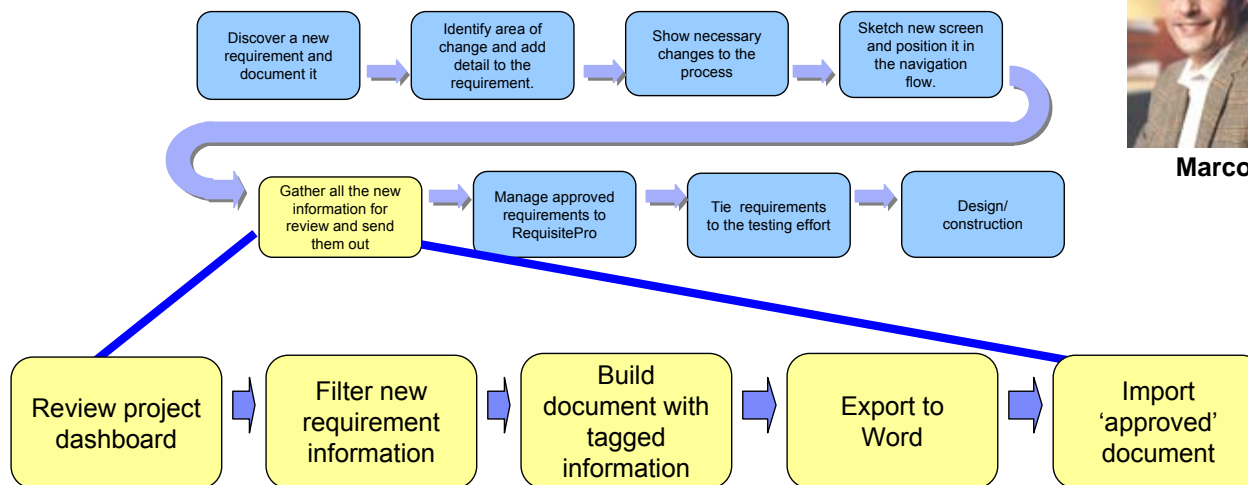 Discover a new
requirement and
document it
Identify area of
change and add
detail to the
requirement.
Show necessary
changes to the
process
Sketch new screen
and position it in
the navigation
flow.
Marco
Gather all the new
information for
review and send
them out
Manage approved
requirements to
RequisitePro
Tie requirements
to the testing effort
Design/
construction
Review project
dashboard
Filter new
requirement
information
Build
document with
tagged
information
Export to
Word
Import
‘approved’
document